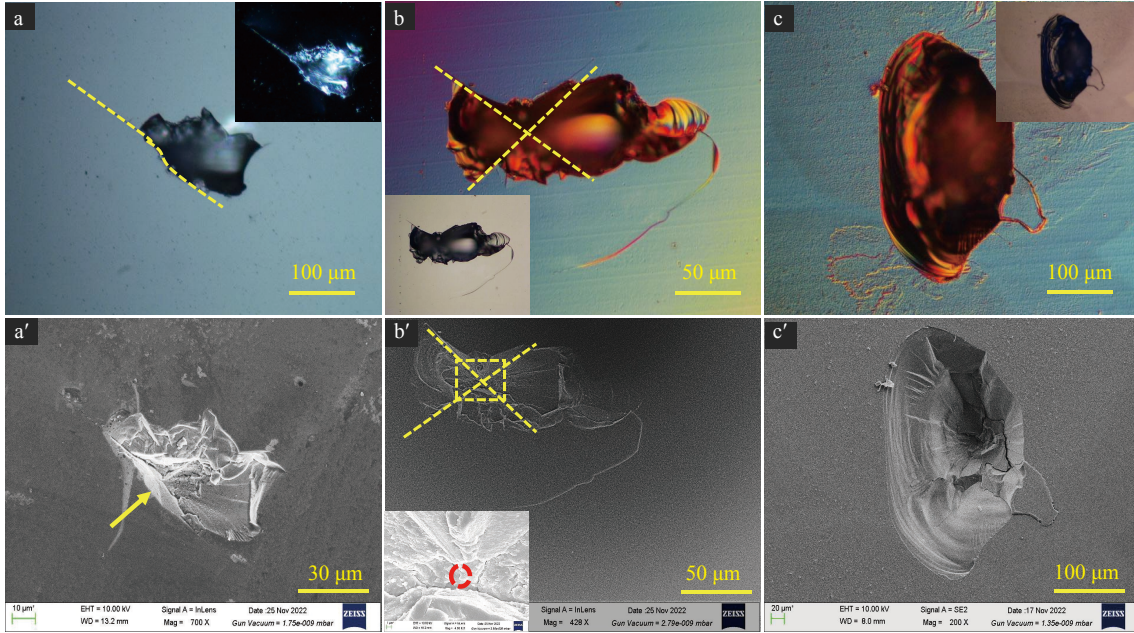 a
b
c
100 μm
50 μm
100 μm
a′
b′
c′
30 μm
50 μm
100 μm
10 μm*
EHT = 10.00 kV
WD = 13.2 mm
Signal A = InLens
Mag = 700 X
Date :25 Nov 2022
Gun Vacuum = 1.75e-009 mbar
ZEISS
Signal A = InLens
Mag = 428 X
Date :25 Nov 2022
Gun Vacuum = 2.79e-009 mbar
ZEISS
20 μm*
EHT = 10.00 kV
WD = 8.0 mm
Signal A = SE2
Mag = 200 X
Date :17 Nov 2022
Gun Vacuum = 1.35e-009 mbar
ZEISS